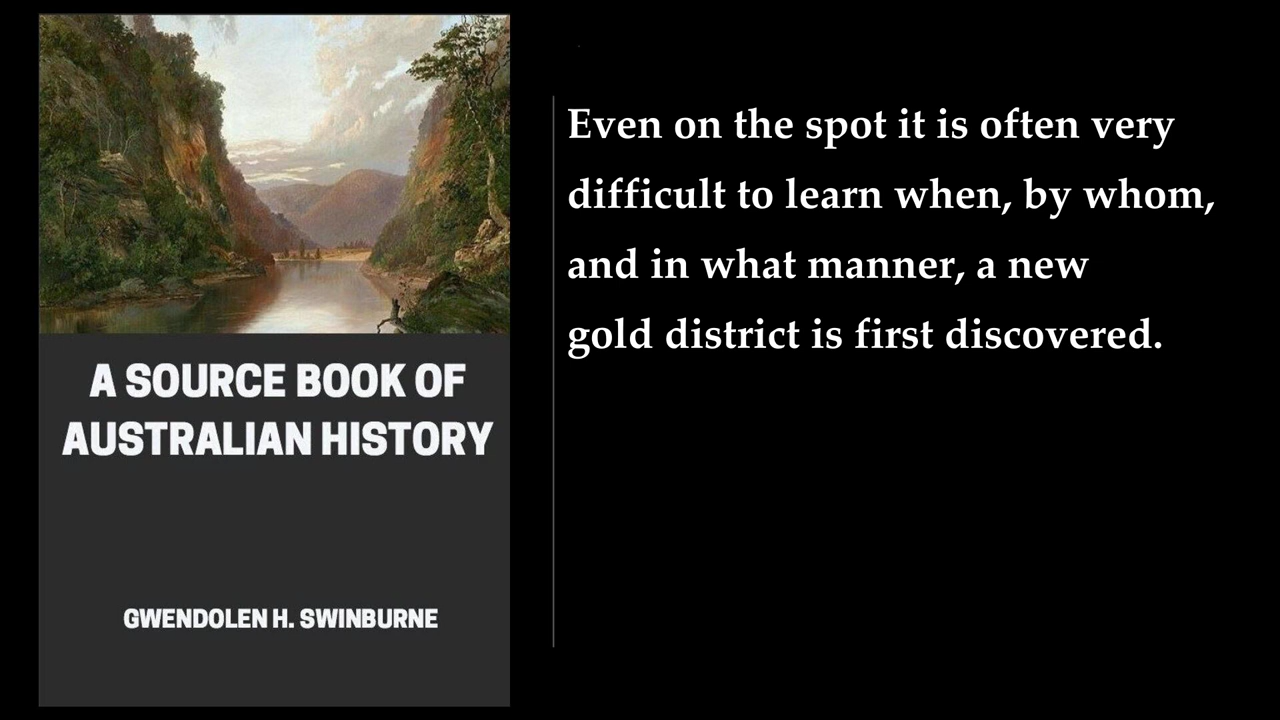 A SOURCE BOOK OF
AUSTRALIAN HISTORY
GWENDOLEN H. SWINBURNE
Even on the spot it is often very
difficult to learn when, by whom,
and in what manner, a new
gold district is first discovered.